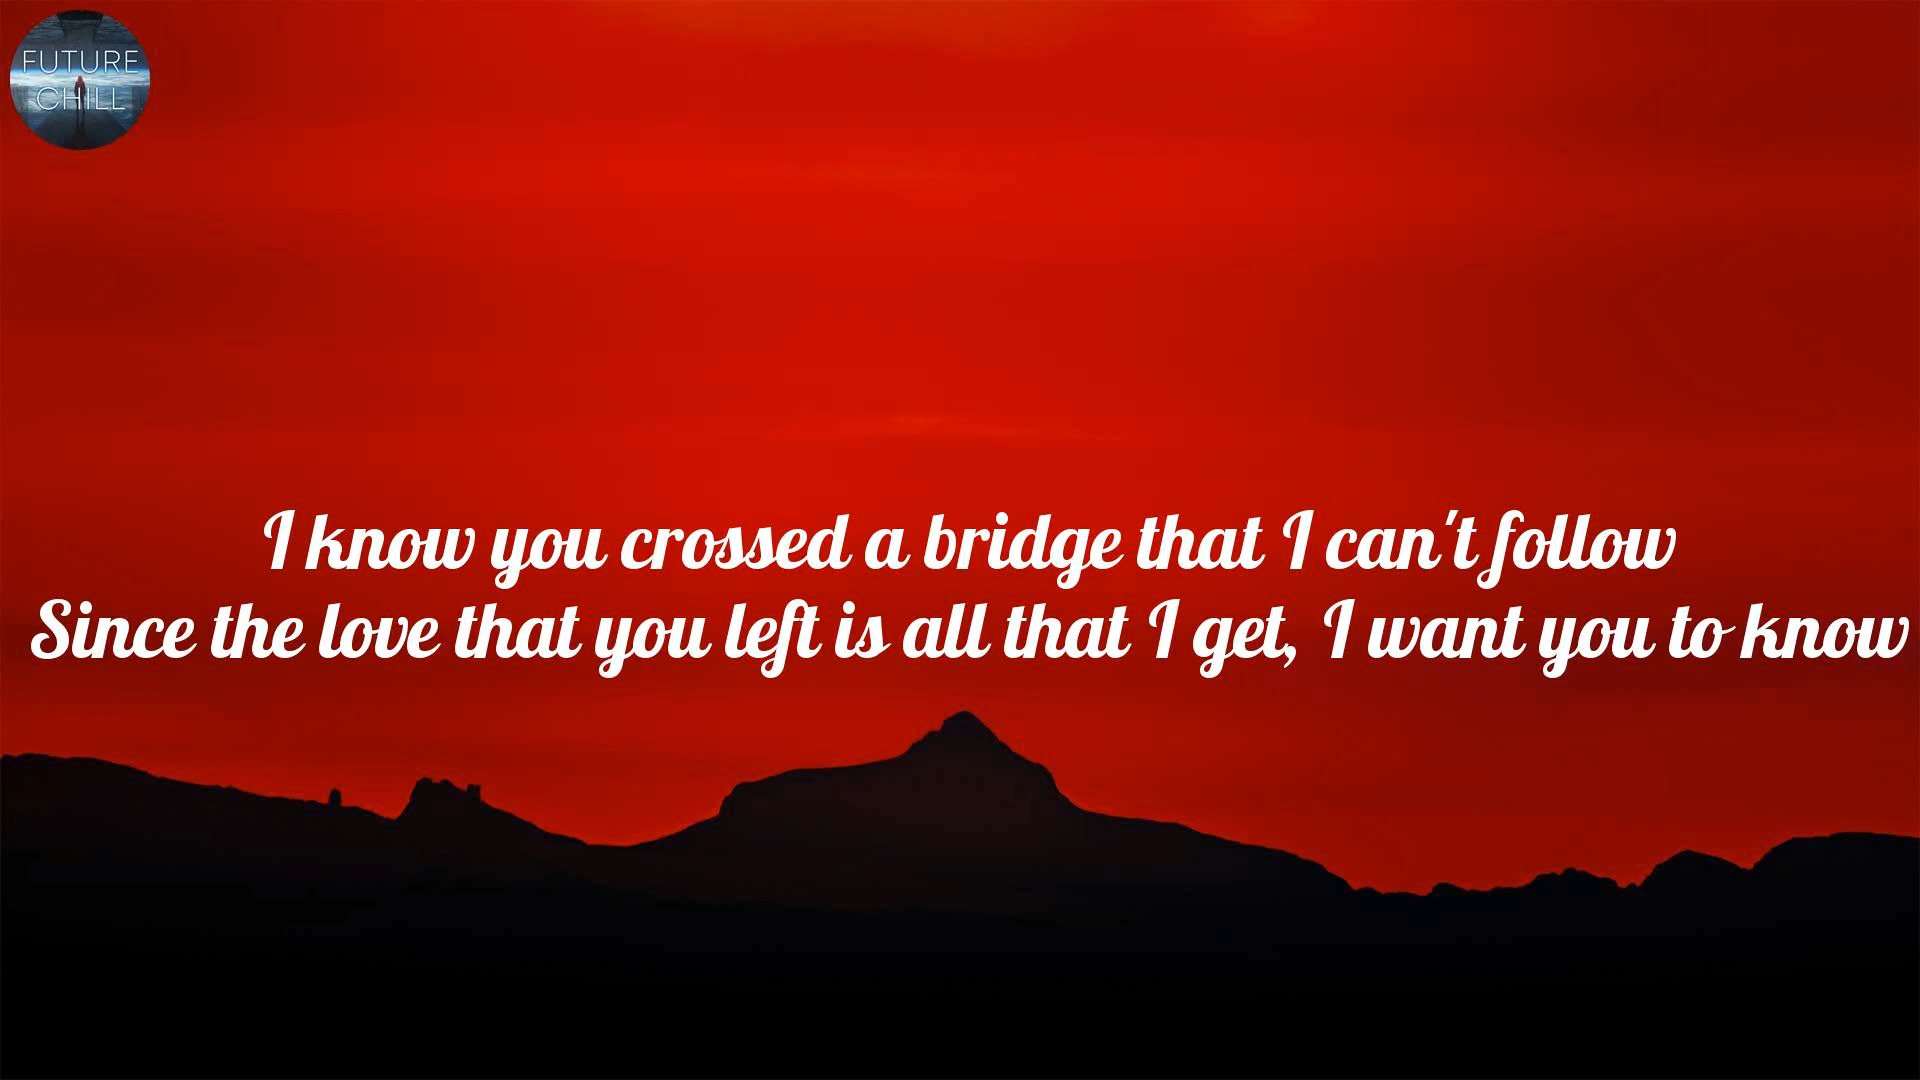 FUTURE
CHILL
I know you crossed a bridge that I can't follow
Since the love that you left is all that I get, I want you to know